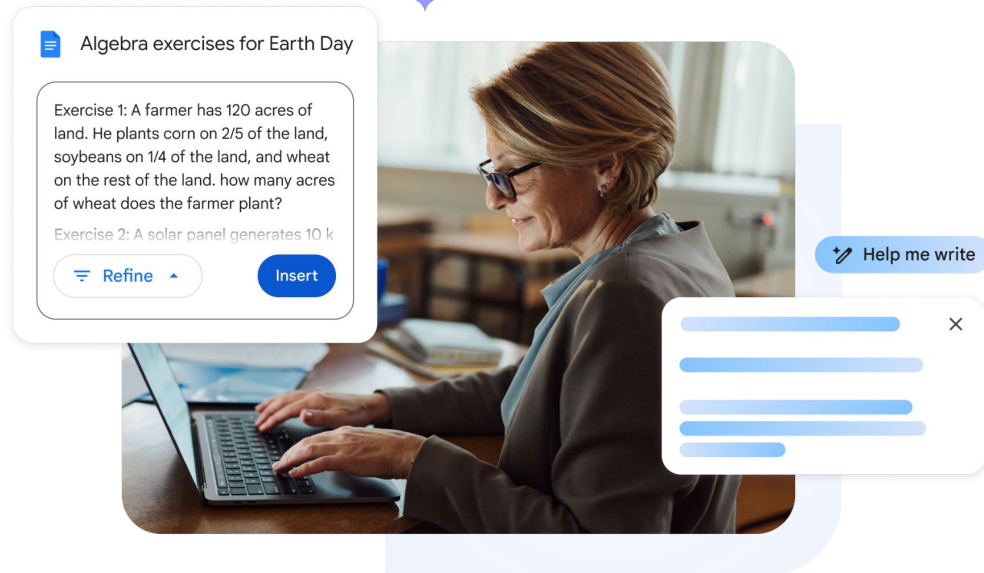 Algebra exercises for Earth Day
Exercise 1: A farmer has 120 acres of
land. He plants corn on 2/5 of the land,
soybeans on 1/4 of the land, and wheat
on the rest of the land. how many acres
of wheat does the farmer plant?
Exercise 2: A solar panel generates 10 k
Refine
Insert
Help me write